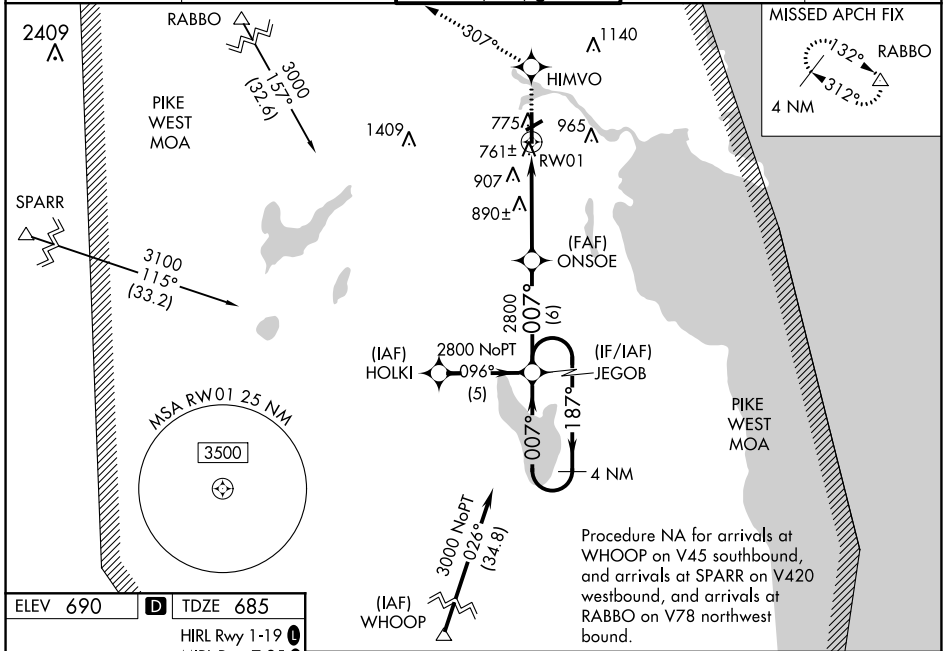 2409
RABBO
3000
157°
(32.6)
307°
1140
HIMVO
MISSED APCH FIX
132°
RABBO
312°
4 NM
PIKE
WEST
MOA
1409
775
965
761±
RW01
907
890±
SPARR
3100
115°
(33.2)
(FAF)
ONSOE
2800
007°
(6)
(IAF)
HOLKI
2800 NoPT
096°
(5)
(IF/IAF)
JEGOB
187°
007°
4 NM
PIKE
WEST
MOA
MSA RW01 25 NM
3500
3000 NoPT
026°
(34.8)
(IAF)
WHOOP
Procedure NA for arrivals at
WHOOP on V45 southbound,
and arrivals at SPARR on V420
westbound, and arrivals at
RABBO on V78 northwest
bound.
ELEV 690 D TDZE 685
HIRL Rwy 1-19 L